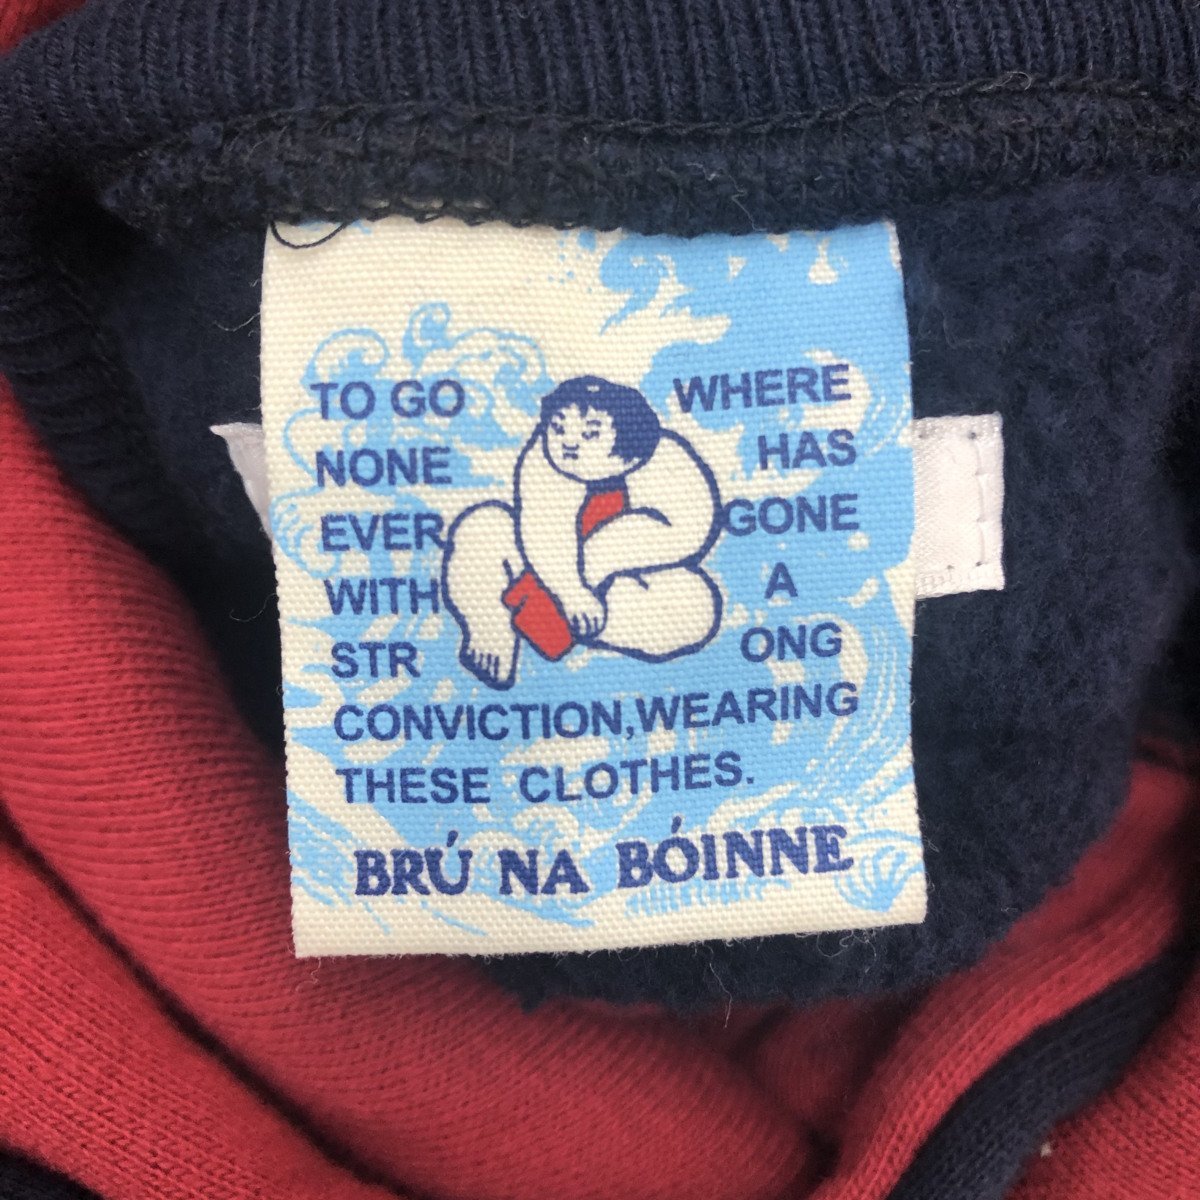 TO GO WHERE
NONE HAS
EVER GONE
WITH A
STR ONG
CONVICTION,WEARING
THESE CLOTHES.
BRÚ NA BÓINNE